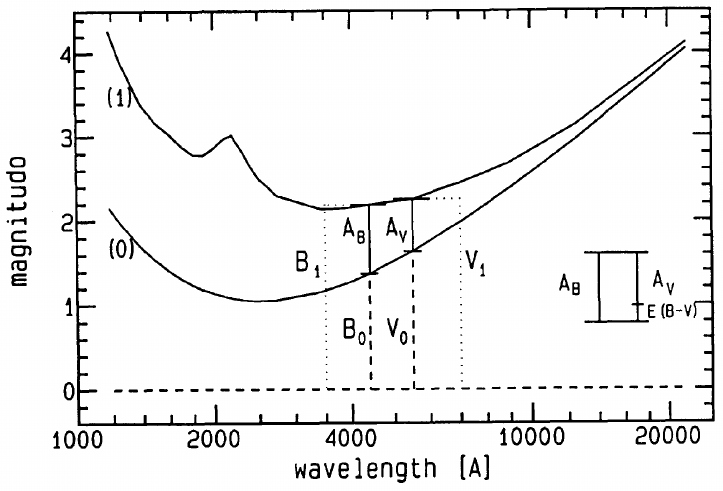 4
(1)
3
magnitudo
2
A_B A_V
(0)
B_1
V_1
A_B A_V
E(B-V)
1
B_0 V_0
0
1000 2000 4000 10000 20000
wavelength [A]